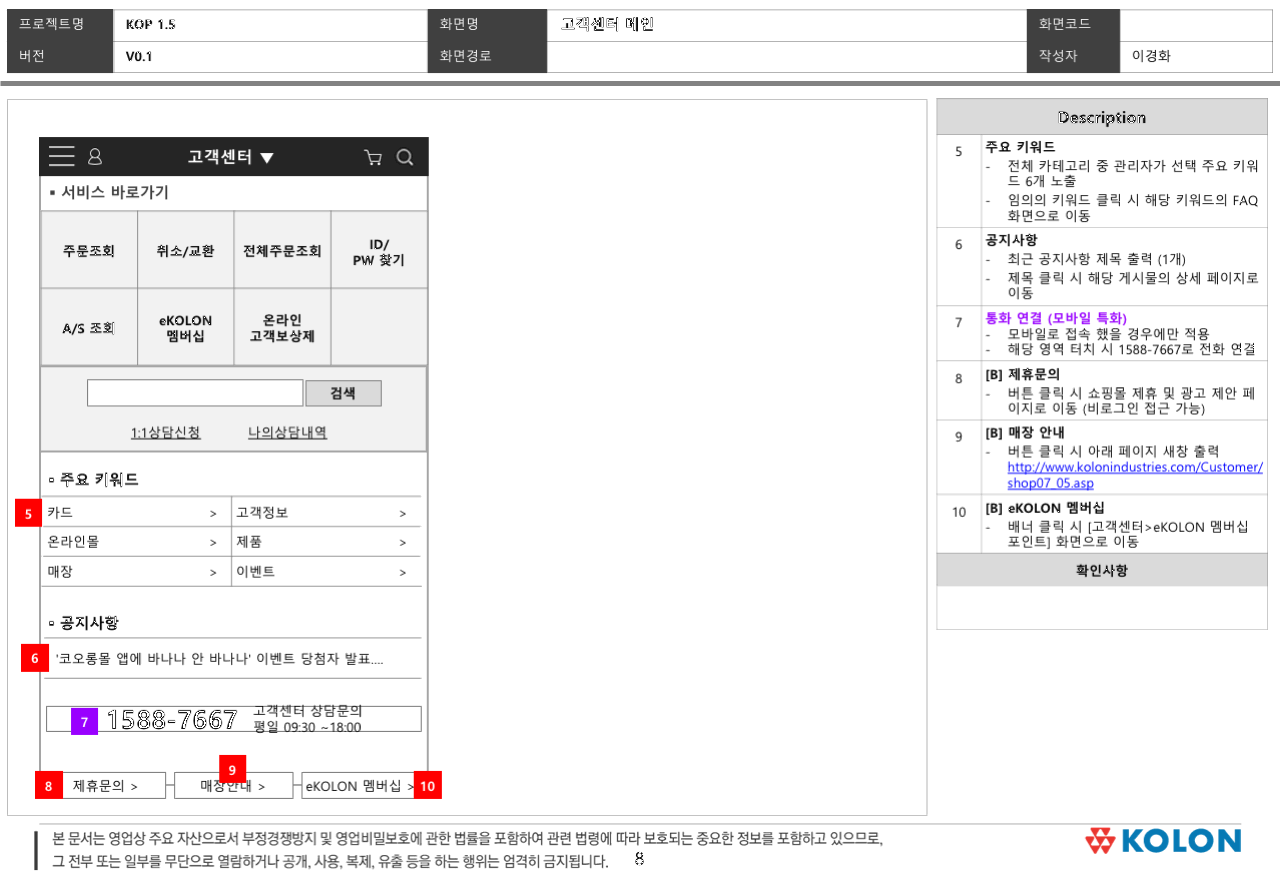 프로젝트명 KOP 1.5 화면명 고객센터 메인 화면코드
버전 V0.1 화면경로 작성자 이경화
고객센터 ▼
▪ 서비스 바로가기
주문조회 취소/교환 전체주문조회 ID/
PW 찾기
A/S 조회 eKOLON
멤버십 온라인
고객보상제
검색
1:1상담신청 나의상담내역
▫ 주요 키워드
5 카드 > 고객정보 >
온라인몰 > 제품 >
매장 > 이벤트 >
▫ 공지사항
6 '코오롱몰 앱에 바나나 안 바나나' 이벤트 당첨자 발표....
7 1588-7667 고객센터 상담문의
평일 09:30 ~18:00
8 제휴문의 > 9 매장안내 > eKOLON 멤버십 > 10
Description
5 주요 키워드
- 전체 카테고리 중 관리자가 선택 주요 키워
드 6개 노출
- 임의의 키워드 클릭 시 해당 키워드의 FAQ
화면으로 이동
6 공지사항
- 최근 공지사항 제목 출력 (1개)
- 제목 클릭 시 해당 게시물의 상세 페이지로
이동
7 통화 연결 (모바일 특화)
- 모바일로 접속 했을 경우에만 적용
- 해당 영역 터치 시 1588-7667로 전화 연결
8 [B] 제휴문의
- 버튼 클릭 시 쇼핑몰 제휴 및 광고 제안 페
이지로 이동 (비로그인 접근 가능)
9 [B] 매장 안내
- 버튼 클릭 시 아래 페이지 새창 출력
http://www.kolonindustries.com/Customer/
shop07_05.asp
10 [B] eKOLON 멤버십
- 배너 클릭 시 [고객센터>eKOLON 멤버십
포인트] 화면으로 이동
확인사항
본 문서는 영업상 주요 자산으로서 부정경쟁방지 및 영업비밀보호에 관한 법률을 포함하여 관련 법령에 따라 보호되는 중요한 정보를 포함하고 있으므로,
그 전부 또는 일부를 무단으로 열람하거나 공개, 사용, 복제, 유출 등을 하는 행위는 엄격히 금지됩니다. 8
KOLON